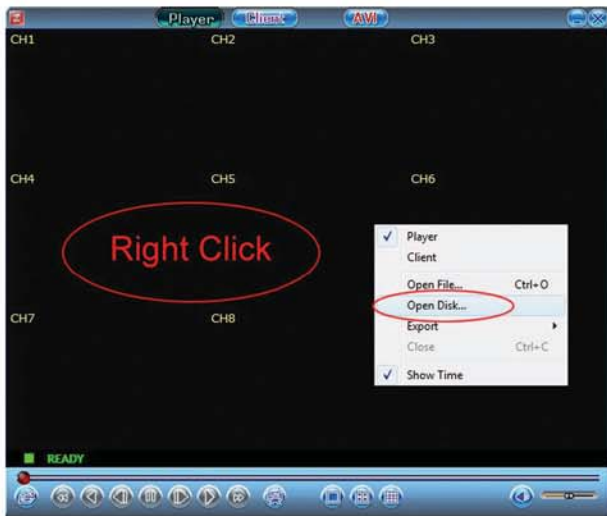 Player Client AVI
CH1 CH2 CH3
CH4 CH5 CH6
Right Click
✓ Player
Client
Open File... Ctrl+O
Open Disk...
Export
Close Ctrl+C
✓ Show Time
CH7 CH8
READY